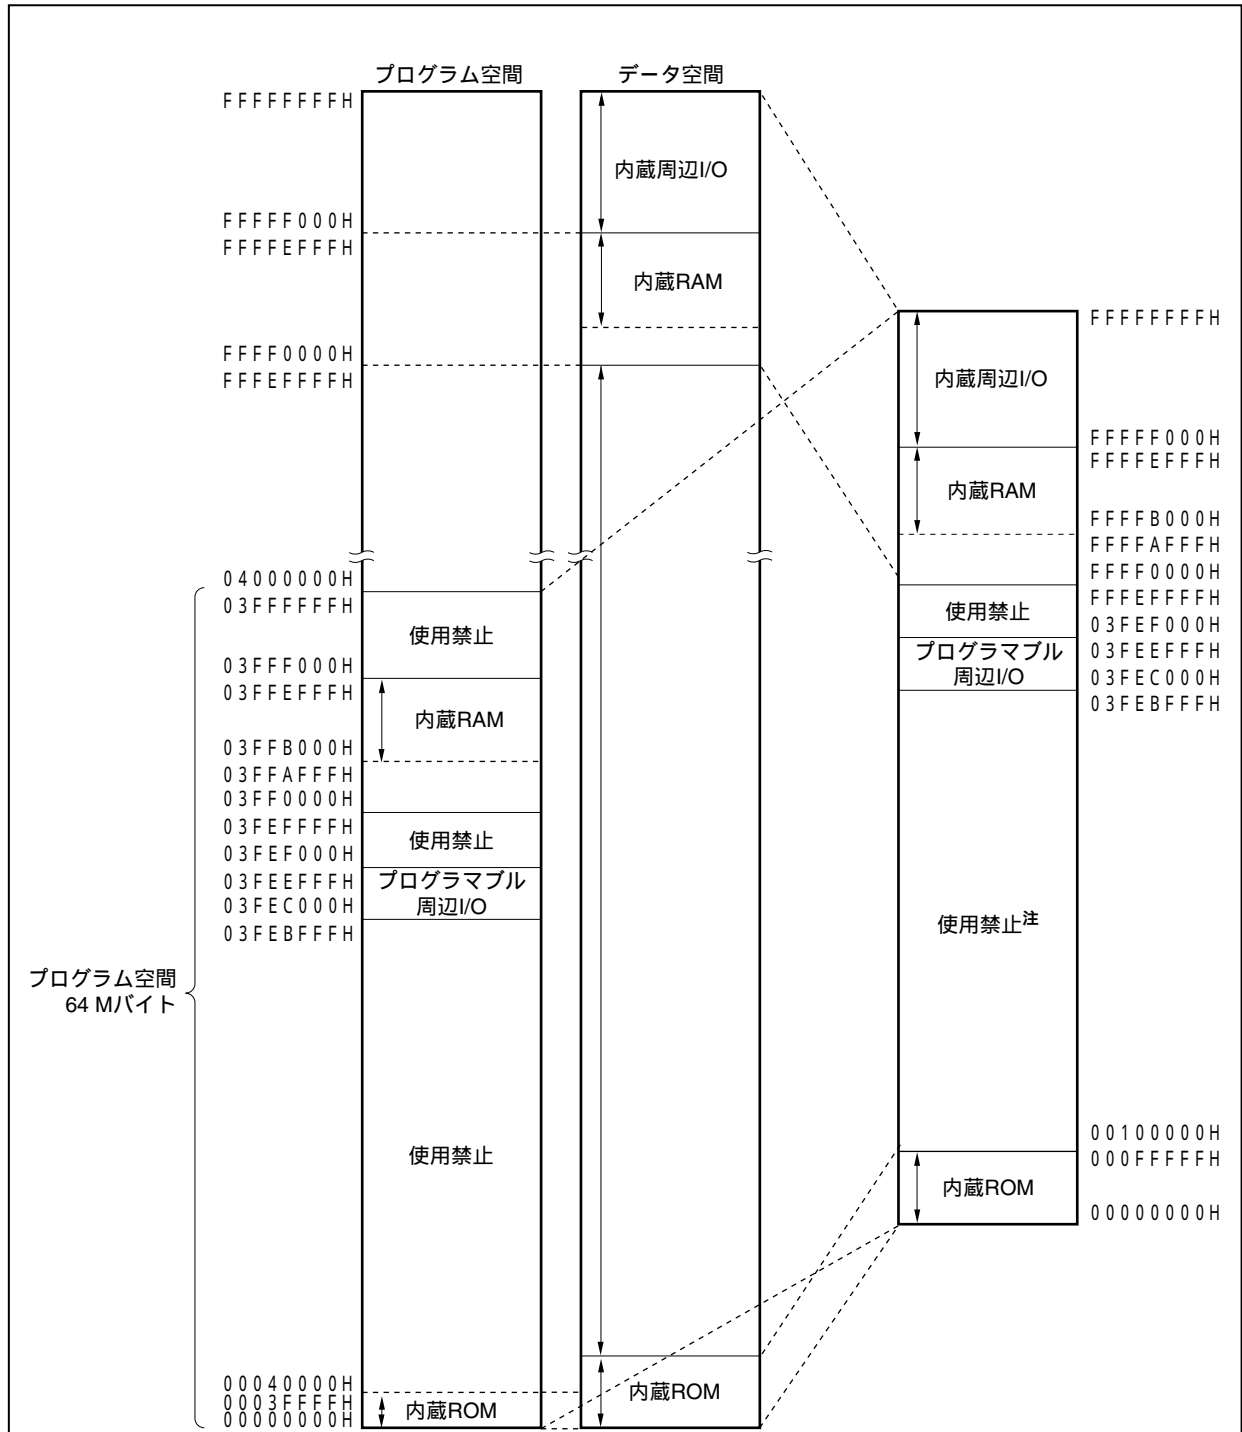 プログラム空間
データ空間
FFFFFFFFH
内蔵周辺I/O
FFFFF000H
FFFFEFFFH
内蔵RAM
FFFF0000H
FFFEFFFFH
04000000H
03FFFFFFH
使用禁止
03FFF000H
03FFEFFFH
内蔵RAM
03FFB000H
03FFAFFFH
03FF0000H
03FEFFFFH
使用禁止
03FEF000H
03FEEFFFH
プログラマブル
周辺I/O
03FEC000H
03FEBFFFH
プログラム空間
64 Mバイト
使用禁止
00040000H
0003FFFFH
00000000H
内蔵ROM
内蔵ROM
FFFFFFFFH
内蔵周辺I/O
FFFFF000H
FFFFEFFFH
内蔵RAM
FFFFB000H
FFFFAFFFH
FFFF0000H
FFFEFFFFH
使用禁止
03FEF000H
03FEEFFFH
プログラマブル
周辺I/O
03FEC000H
03FEBFFFH
使用禁止注
00100000H
000FFFFFH
内蔵ROM
00000000H